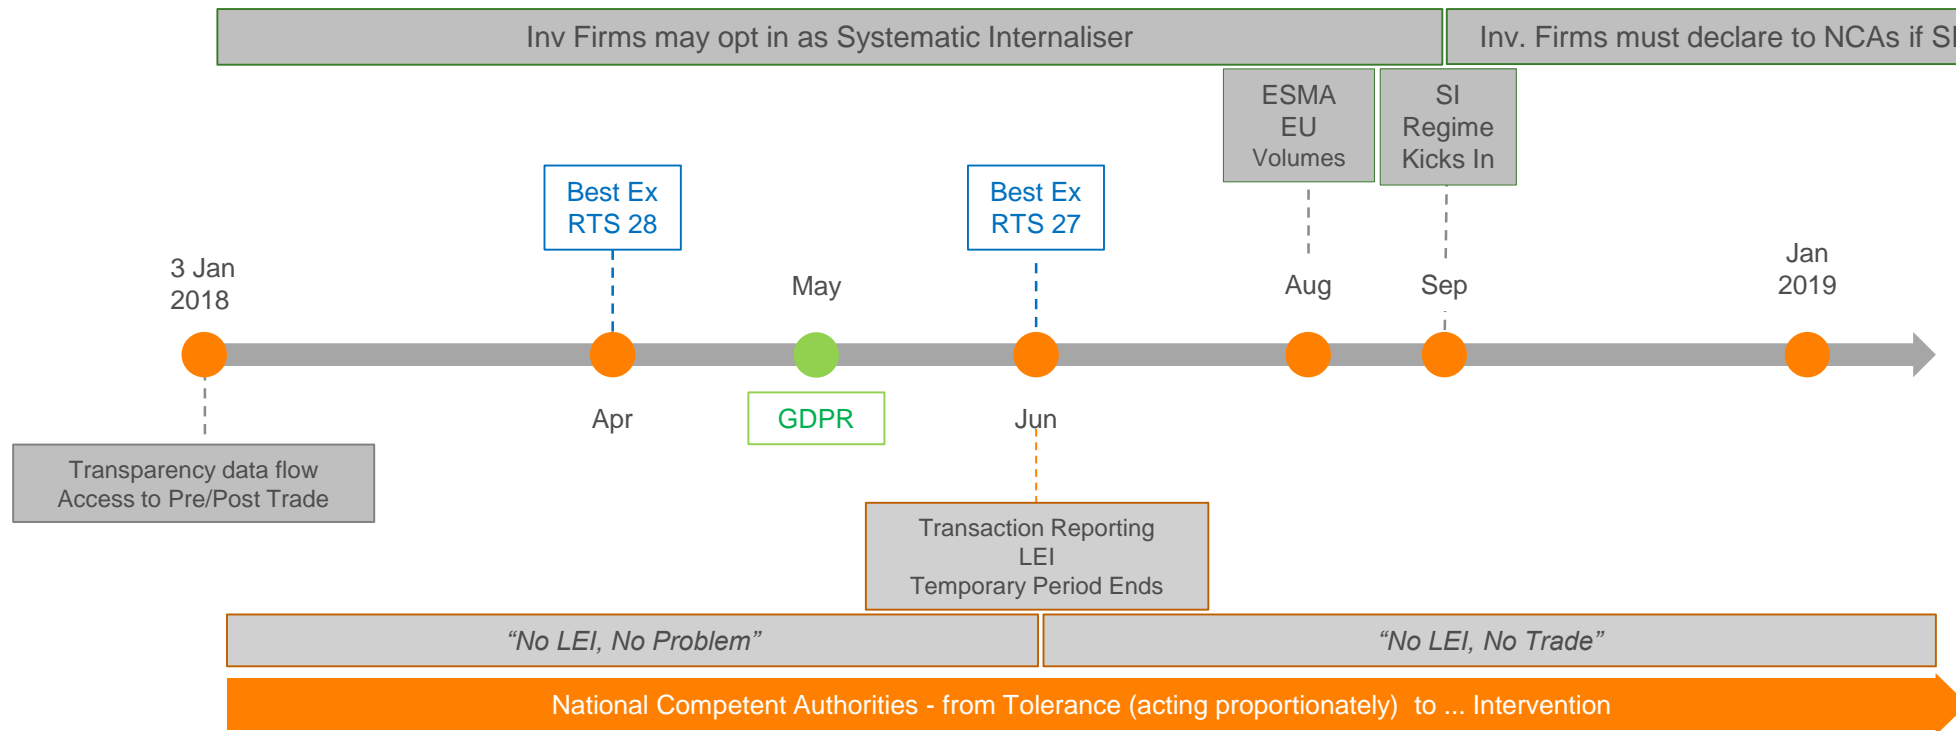 Inv Firms may opt in as Systematic Internaliser
Inv. Firms must declare to NCAs if SI
ESMA
EU
Volumes
SI
Regime
Kicks In
Best Ex
RTS 28
Best Ex
RTS 27
3 Jan
2018
May
Aug
Sep
Jan
2019
Apr
GDPR
Jun
Transparency data flow
Access to Pre/Post Trade
Transaction Reporting
LEI
Temporary Period Ends
“No LEI, No Problem”
“No LEI, No Trade”
National Competent Authorities - from Tolerance (acting proportionately) to ... Intervention